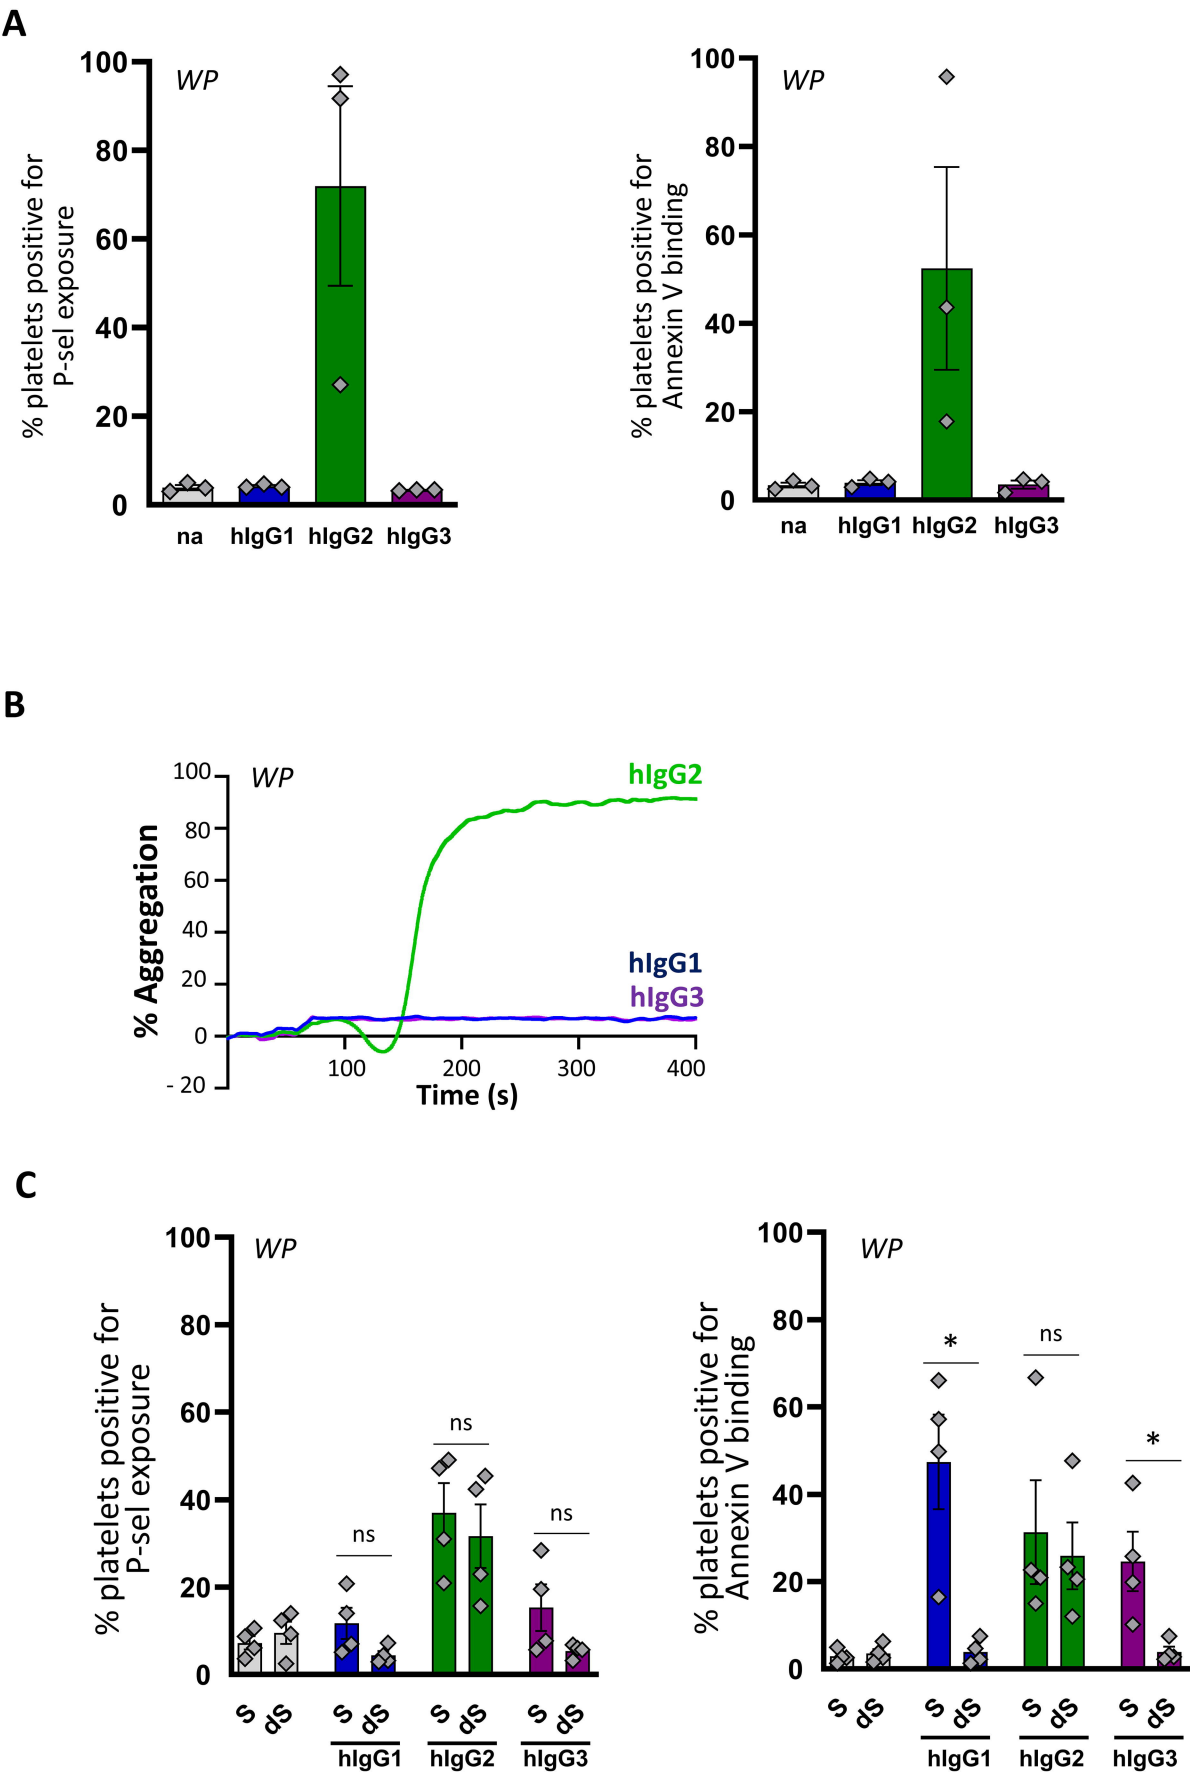 A
WP
% platelets positive for
P-sel exposure
100
80
60
40
20
0
na hIgG1 hIgG2 hIgG3
WP
% platelets positive for
Annexin V binding
100
80
60
40
20
0
na hIgG1 hIgG2 hIgG3
B
WP
% Aggregation
100
80
60
40
20
0
- 20
hIgG2
hIgG1
hIgG3
100 200 300 400
Time (s)
C
WP
% platelets positive for
P-sel exposure
100
80
60
40
20
0
ns
ns
ns
S dS S dS S dS S dS
hIgG1 hIgG2 hIgG3
WP
% platelets positive for
Annexin V binding
100
80
60
40
20
0
*
ns
*
S dS S dS S dS S dS
hIgG1 hIgG2 hIgG3